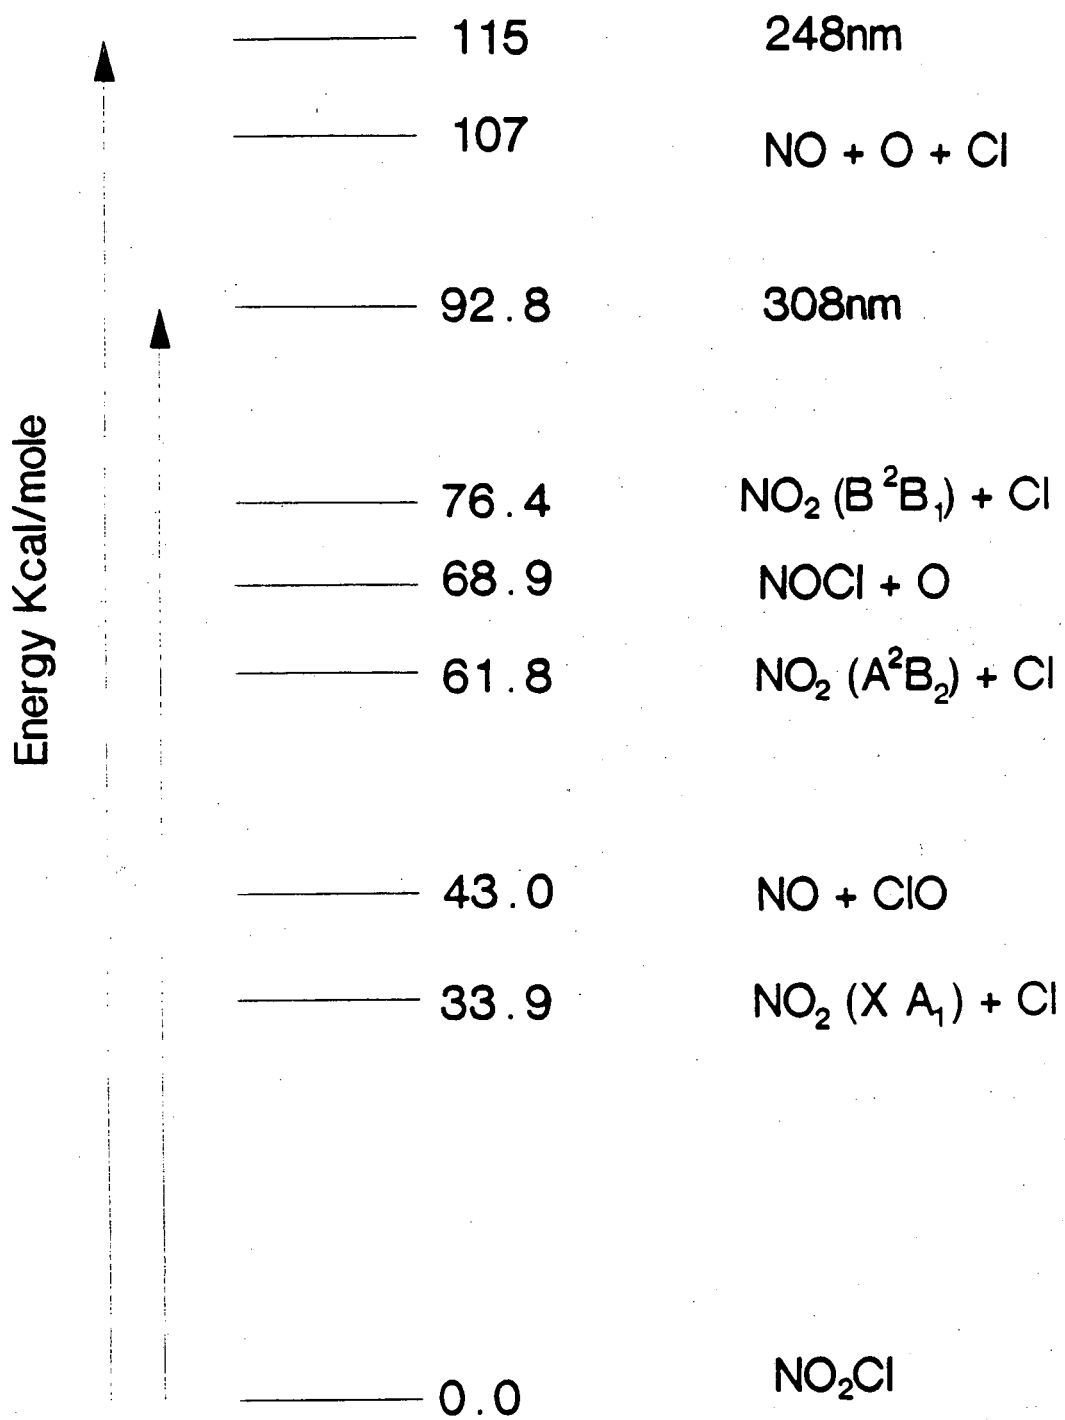 115 248nm
107 NO + O + Cl
92.8 308nm
Energy Kcal/mole
76.4 NO₂ (B ²B₁) + Cl
68.9 NOCl + O
61.8 NO₂ (A²B₂) + Cl
43.0 NO + ClO
33.9 NO₂ (X A₁) + Cl
0.0 NO₂Cl